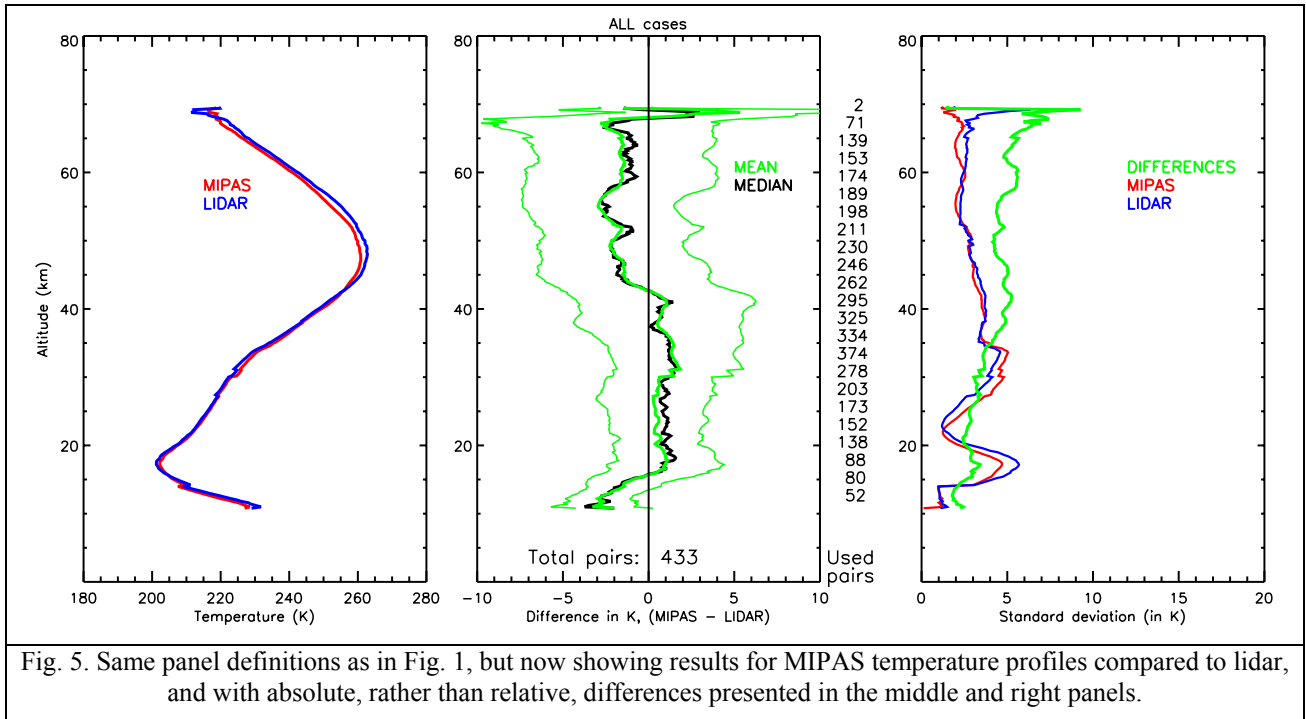 ALL cases
80
60
40
20
0
Altitude (km)
180 200 220 240 260 280
Temperature (K)
MIPAS
LIDAR
-10 -5 0 5 10
Difference in K, (MIPAS – LIDAR)
MEAN
MEDIAN
Total pairs: 433
2
71
139
153
174
189
198
211
230
246
262
295
325
334
374
278
203
173
152
138
88
80
52
Used
pairs
80
60
40
20
0
0 5 10 15 20
Standard deviation (in K)
DIFFERENCES
MIPAS
LIDAR
Fig. 5. Same panel definitions as in Fig. 1, but now showing results for MIPAS temperature profiles compared to lidar,
and with absolute, rather than relative, differences presented in the middle and right panels.